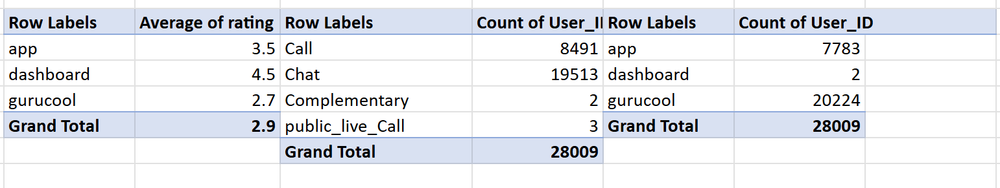 Row Labels Average of rating Row Labels Count of User_II Row Labels Count of User_ID
app 3.5 Call 8491 app 7783
dashboard 4.5 Chat 19513 dashboard 2
gurucool 2.7 Complementary 2 gurucool 20224
Grand Total 2.9 public_live_Call 3 Grand Total 28009
Grand Total 28009